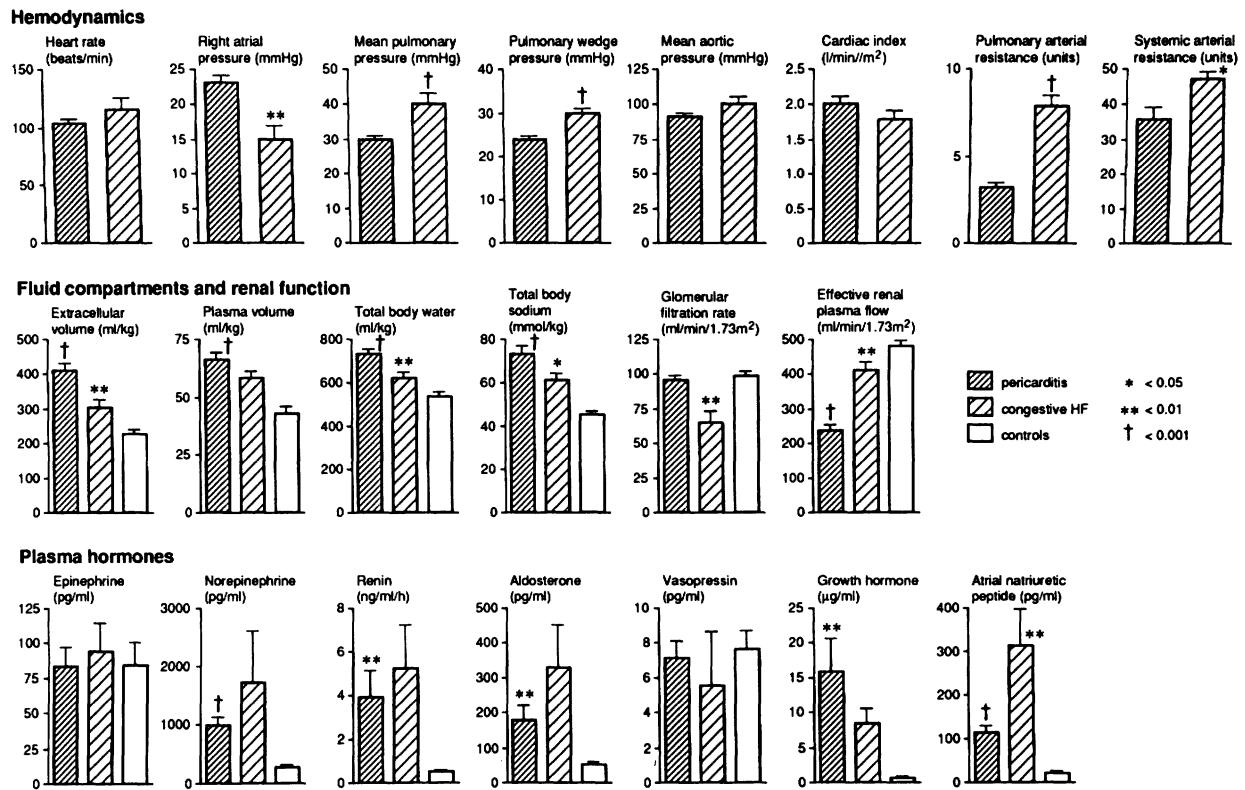 Hemodynamics
Heart rate
(beats/min)
150
100
50
0
Right atrial
pressure (mmHg)
25
20
15
10
5
0
**
Mean pulmonary
pressure (mmHg)
50
40
30
20
10
0
†
Pulmonary wedge
pressure (mmHg)
40
30
20
10
0
†
Mean aortic
pressure (mmHg)
125
100
75
50
25
0
Cardiac index
(l/min//m²)
2.5
2.0
1.5
1.0
0.5
0
Pulmonary arterial
resistance (units)
10
5
0
†
Systemic arterial
resistance (units)
50
40
30
20
10
0
*
Fluid compartments and renal function
Extracellular
volume (ml/kg)
500
400
300
200
100
0
†
**
Plasma volume
(ml/kg)
75
50
25
0
†
Total body water
(ml/kg)
800
600
400
200
0
†
**
Total body
sodium
(mmol/kg)
80
60
40
20
0
†
*
Glomerular
filtration rate
(ml/min/1.73m²)
125
100
75
50
25
0
**
Effective renal
plasma flow
(ml/min/1.73m²)
500
400
300
200
100
0
†
**
pericarditis
congestive HF
controls
* < 0.05
** < 0.01
† < 0.001
Plasma hormones
Epinephrine
(pg/ml)
125
100
75
50
25
0
Norepinephrine
(pg/ml)
3000
2000
1000
0
†
Renin
(ng/ml/h)
8
6
4
2
0
**
Aldosterone
(pg/ml)
500
400
300
200
100
0
**
Vasopressin
(pg/ml)
10
8
6
4
2
0
Growth hormone
(µg/ml)
25
20
15
10
5
0
**
Atrial natriuretic
peptide (pg/ml)
400
300
200
100
0
†
**